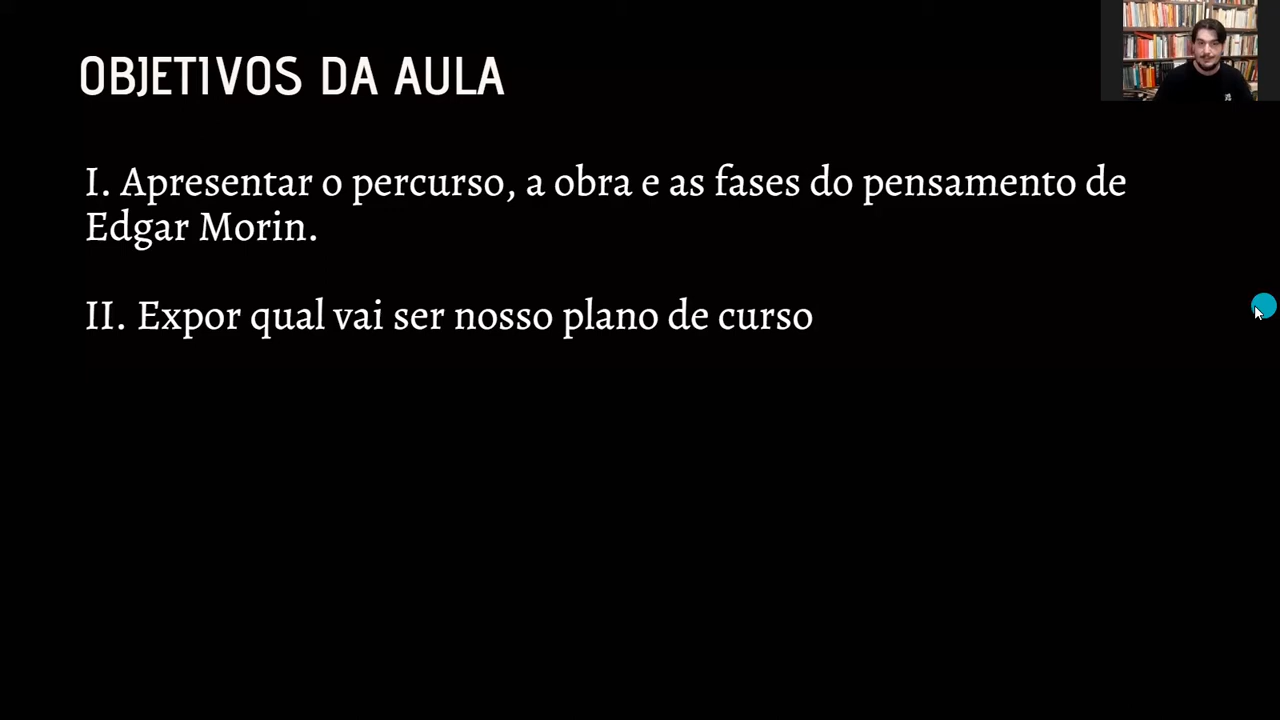 OBJETIVOS DA AULA
I. Apresentar o percurso, a obra e as fases do pensamento de
Edgar Morin.
II. Expor qual vai ser nosso plano de curso